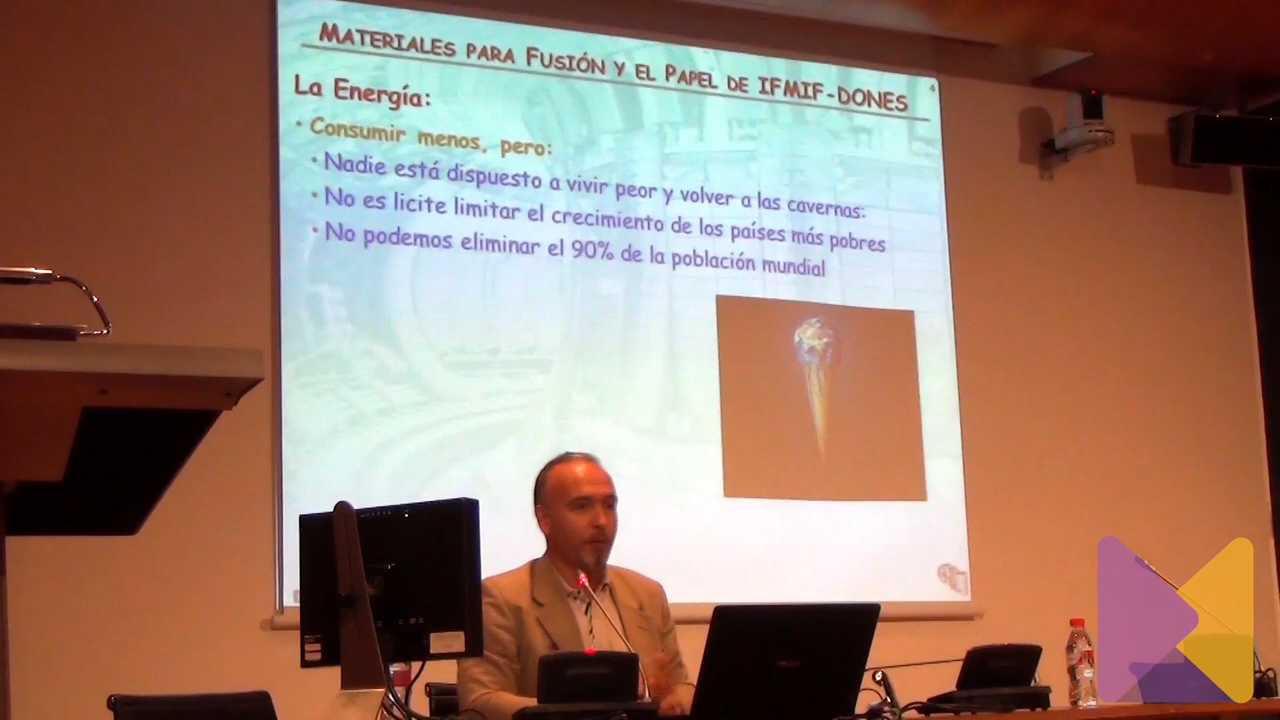 MATERIALES PARA FUSIÓN Y EL PAPEL DE IFMIF-DONES
4
La Energía:
• Consumir menos, pero:
• Nadie está dispuesto a vivir peor y volver a las cavernas:
• No es licite limitar el crecimiento de los países más pobres
• No podemos eliminar el 90% de la población mundial